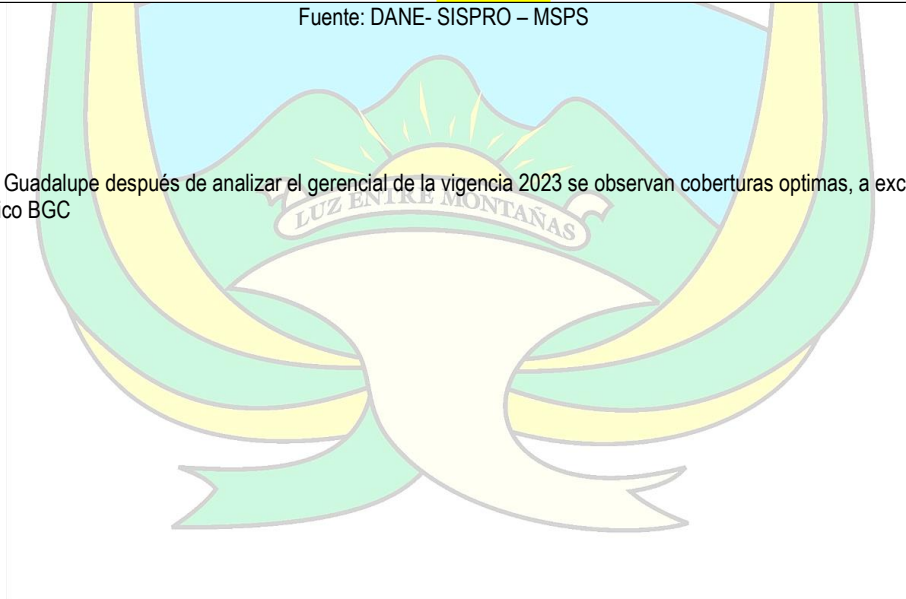 Fuente: DANE- SISPRO – MSPS
Guadalupe después de analizar el gerencial de la vigencia 2023 se observan coberturas optimas, a exc
ico BGC
LUZ ENTRE MONTAÑAS